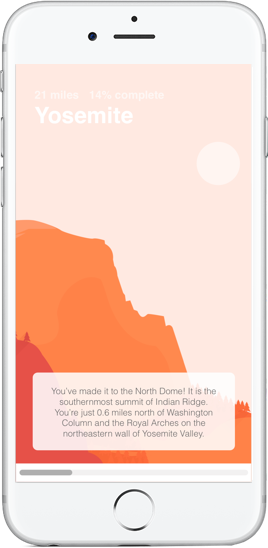 21 miles 14% complete
Yosemite
You've made it to the North Dome! It is the
southernmost summit of Indian Ridge.
You're just 0.6 miles north of Washington
Column and the Royal Arches on the
northeastern wall of Yosemite Valley.